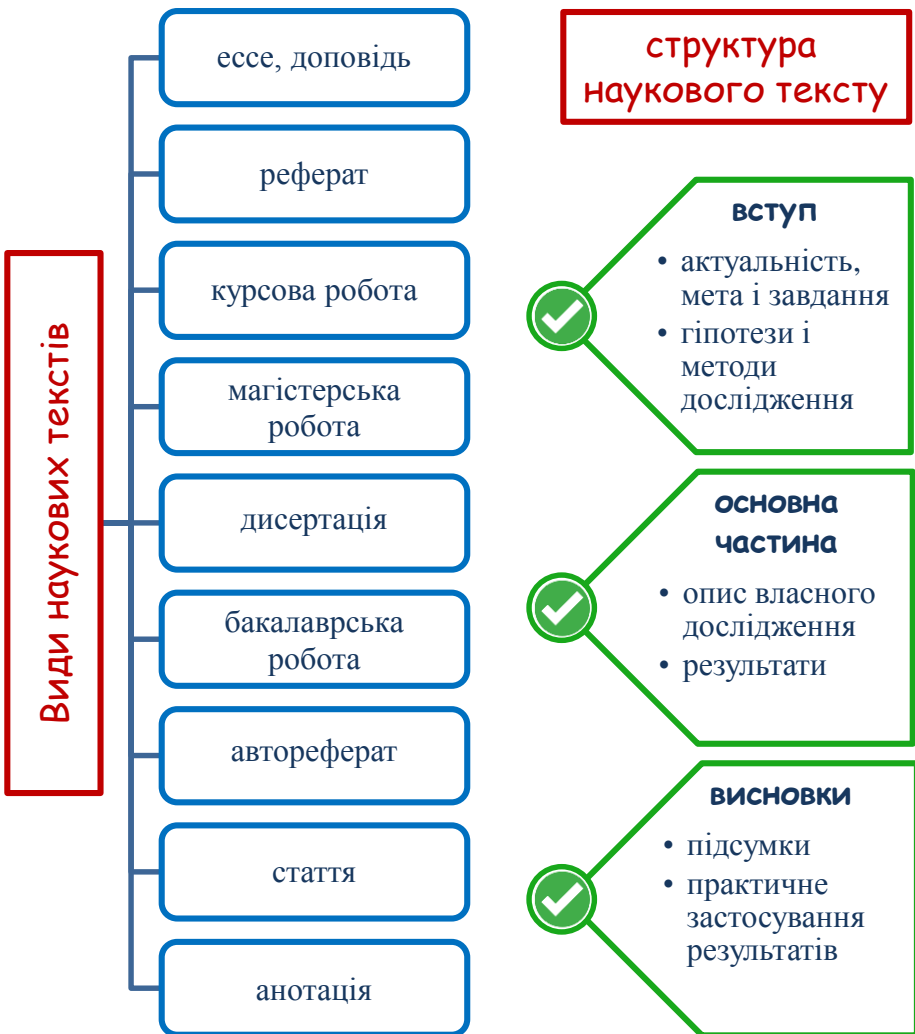 Види наукових текстів
ессе, доповідь
реферат
курсова робота
магістерська
робота
дисертація
бакалаврська
робота
автореферат
стаття
анотація
структура
наукового тексту
вступ
• актуальність,
мета і завдання
• гіпотези і
методи
дослідження
основна
частина
• опис власного
дослідження
• результати
висновки
• підсумки
• практичне
застосування
результатів